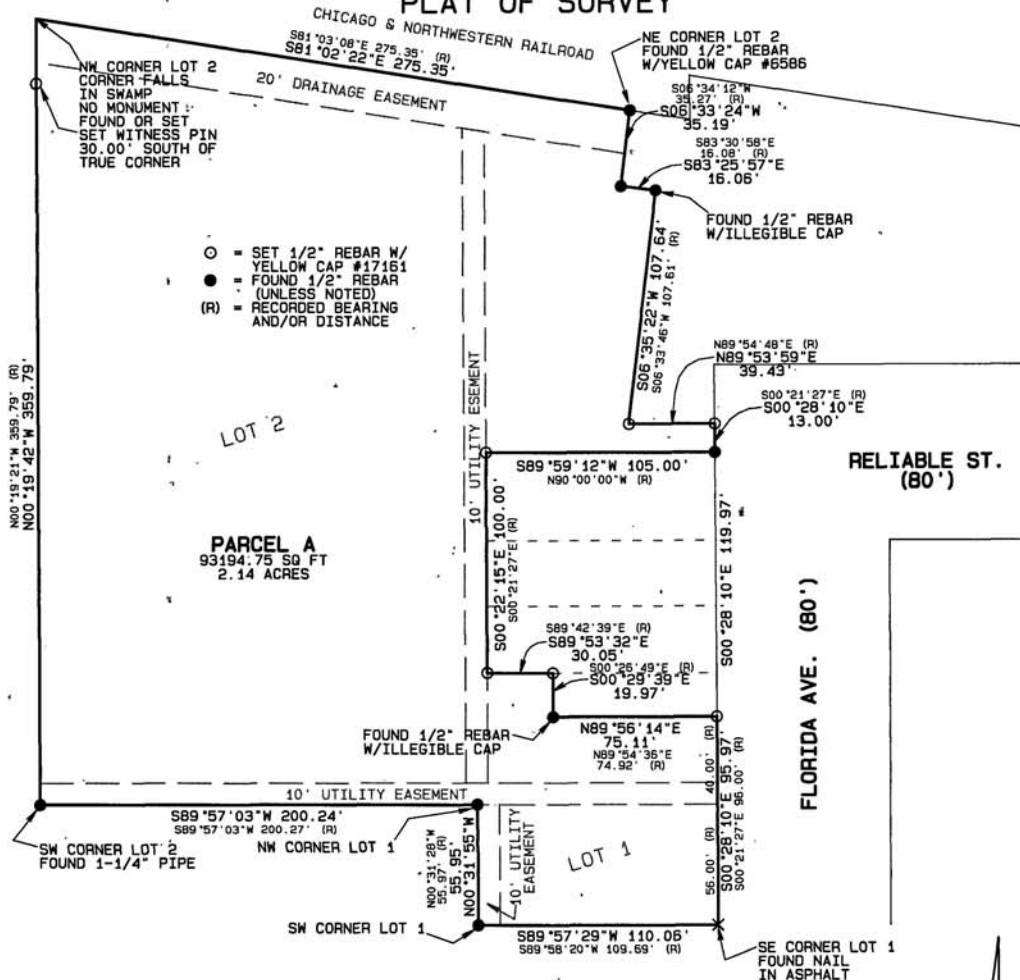 PLAT OF SURVEY
CHICAGO & NORTHWESTERN RAILROAD
S81°03'08"E 275.35' (R)
S81°02'22"E 275.35'
20' DRAINAGE EASEMENT
NW CORNER LOT 2
CORNER FALLS
IN SWAMP
NO MONUMENT
FOUND OR SET
SET WITNESS PIN
30.00' SOUTH OF
TRUE CORNER
NE CORNER LOT 2
FOUND 1/2" REBAR
W/YELLOW CAP #6586
S06°34'12"W
35.27' (R)
S06°33'24"W
35.19'
S83°30'58"E
16.08' (R)
S83°25'57"E
16.06'
FOUND 1/2" REBAR
W/ILLEGIBLE CAP
= SET 1/2" REBAR W/
YELLOW CAP #17161
= FOUND 1/2" REBAR
(UNLESS NOTED)
(R) = RECORDED BEARING
AND/OR DISTANCE
S06°35'22"W 107.64'
S06°33'46"W 107.61' (R)
N89°54'48"E (R)
N89°53'59"E
39.43'
S00°21'27"E (R)
S00°28'10"E
13.00'
N00°19'21"W 359.79' (R)
N00°19'42"W 359.79'
LOT 2
10' UTILITY ESEMENT
S89°59'12"W 105.00'
N90°00'00"W (R)
RELIABLE ST.
(80')
PARCEL A
93194.75 SQ FT
2.14 ACRES
S00°22'15"E 100.00'
S00°21'27"E (R)
S00°28'10"E 119.97'
FLORIDA AVE. (80')
S89°42'39"E (R)
S89°53'32"E
30.05'
S00°26'49"E (R)
S00°29'39"E
19.97'
FOUND 1/2" REBAR
W/ILLEGIBLE CAP
N89°56'14"E
75.11'
N89°54'36"E
74.92' (R)
40.00' (R)
S00°28'10"E 95.97'
S00°21'27"E 96.00' (R)
56.00' (R)
10' UTILITY EASEMENT
S89°57'03"W 200.24'
S89°57'03"W 200.27' (R)
SW CORNER LOT 2
FOUND 1-1/4" PIPE
NW CORNER LOT 1
N00°31'28"W
55.97' (R)
55.95'
N00°31'55"W
10' UTILITY
EASEMENT
LOT 1
SW CORNER LOT 1
S89°57'29"W 110.06'
S89°58'20"W 109.69' (R)
SE CORNER LOT 1
FOUND NAIL
IN ASPHALT